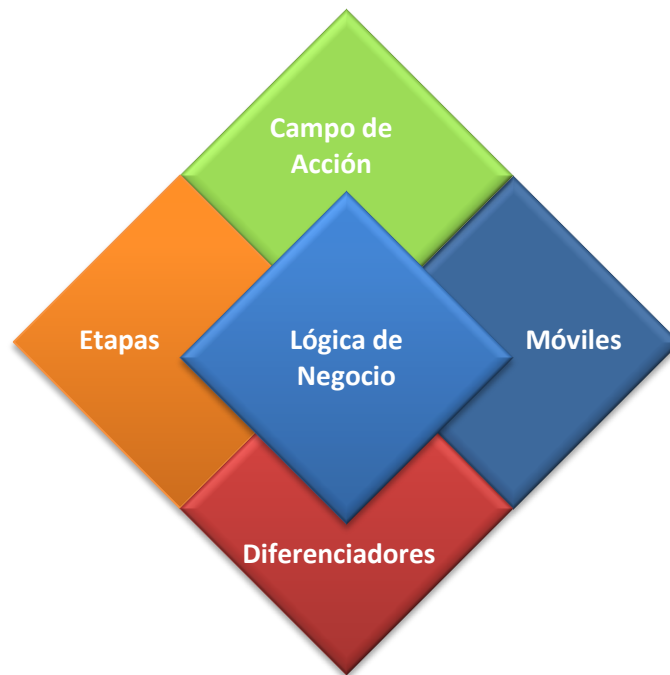 Campo de
Acción
Etapas
Lógica de
Negocio
Móviles
Diferenciadores